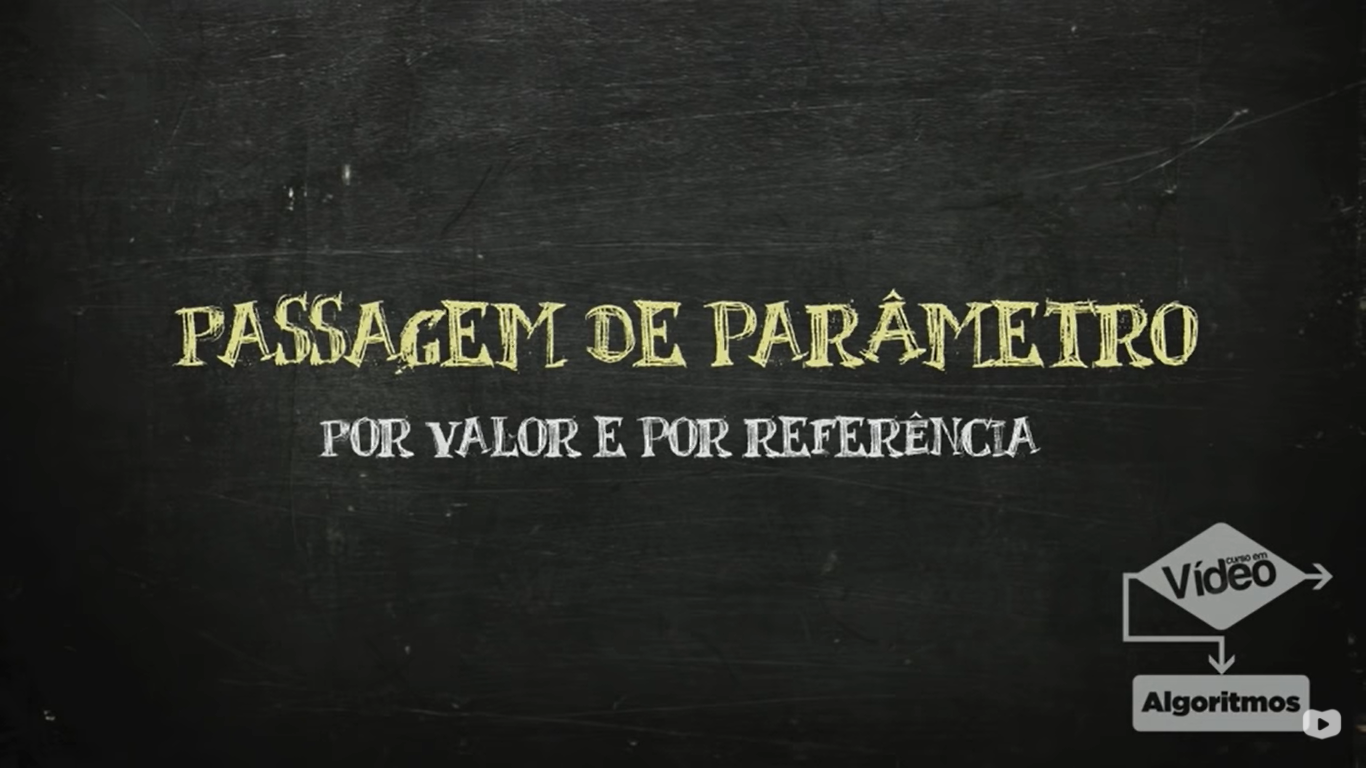 PASSAGEM DE PARÂMETRO
POR VALOR E POR REFERÊNCIA
curso em
Vídeo
Algoritmos